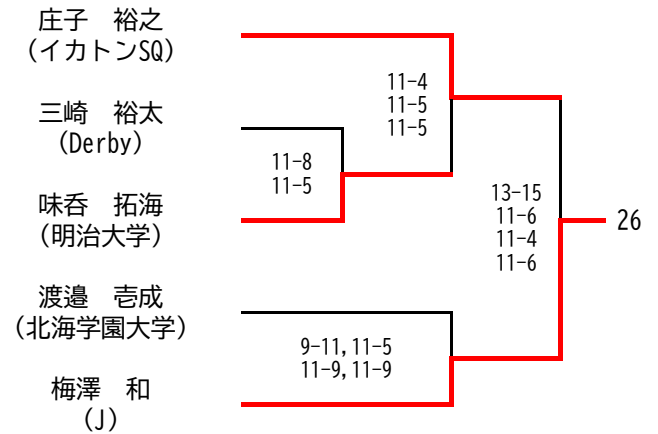 庄子　裕之
(イカトンSQ)
三崎　裕太
(Derby)
味呑　拓海
(明治大学)
渡邉　壱成
(北海学園大学)
梅澤　和
(J)
11-4
11-5
11-5
11-8
11-5
13-15
11-6
11-4
11-6
9-11,11-5
11-9,11-9
26